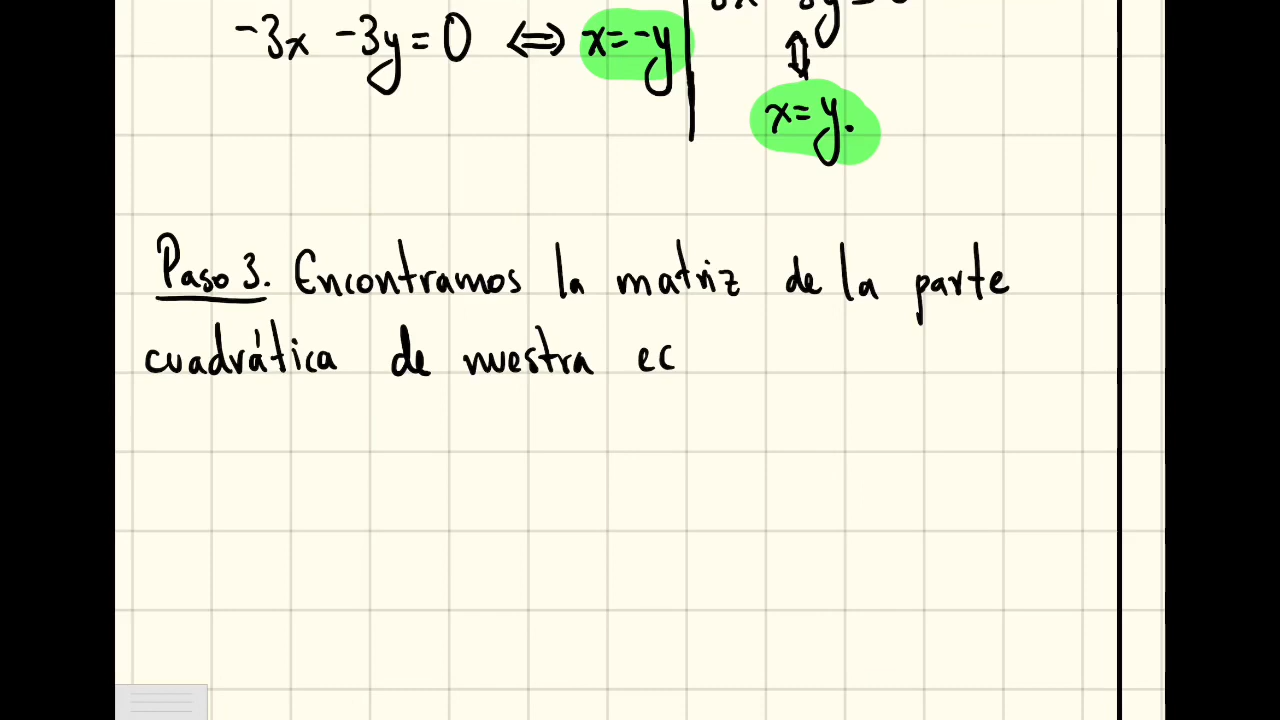 -3x -3y = 0 ⇔ x=-y
x=y.
Paso 3. Encontramos la matriz de la parte
cuadrática de nuestra ec